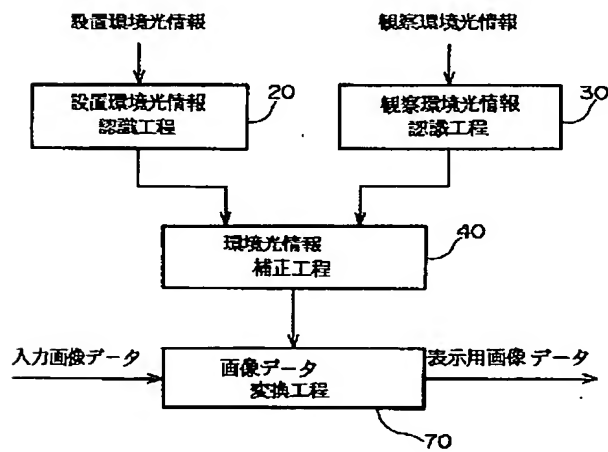 設置環境光情報
観察環境光情報
設置環境光情報
認識工程
20
観察環境光情報
認識工程
30
環境光情報
補正工程
40
入力画像データ
画像データ
変換工程
表示用画像データ
70